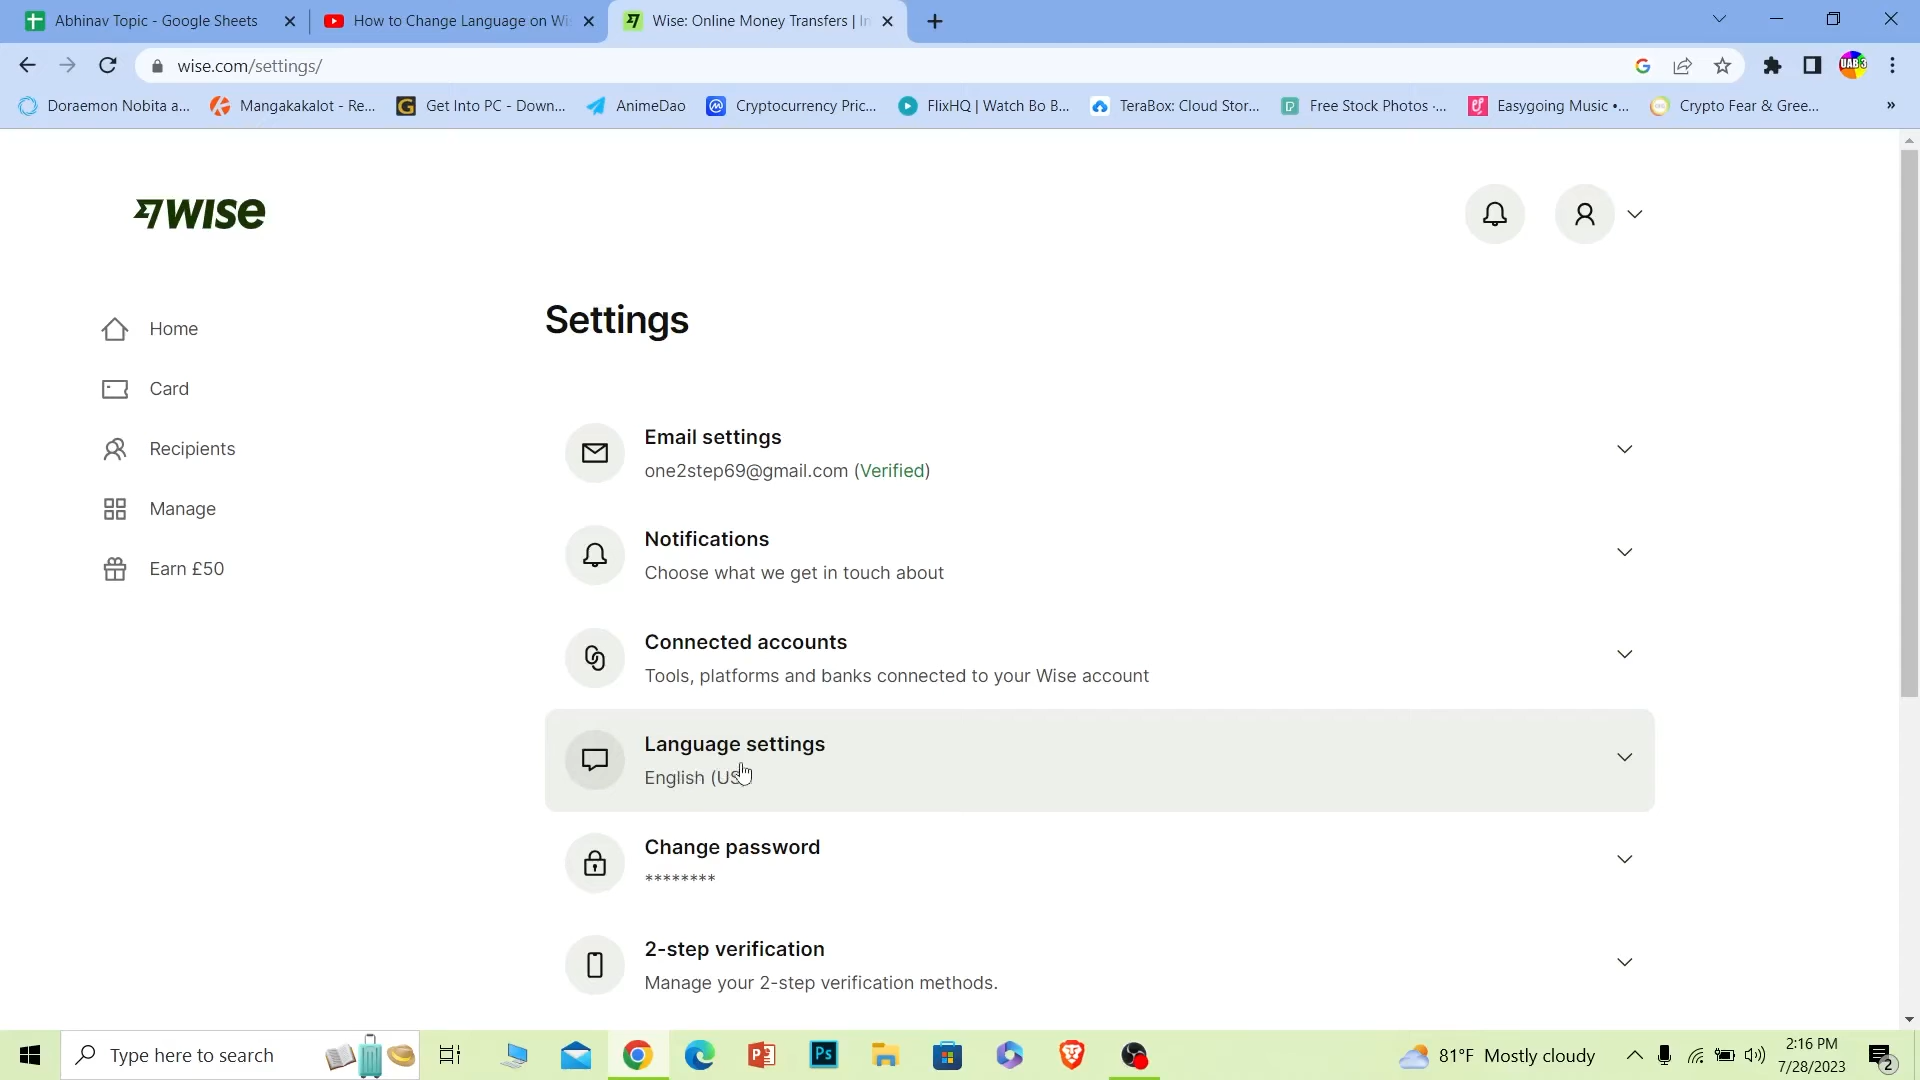 Abhinav Topic - Google Sheets
How to Change Language on Wi
Wise: Online Money Transfers | In
wise.com/settings/
UAB 3
Doraemon Nobita a...
Mangakakalot - Re...
Get Into PC - Down...
AnimeDao
Cryptocurrency Pric...
FlixHQ | Watch Bo B...
TeraBox: Cloud Stor...
Free Stock Photos ·...
Easygoing Music •...
Crypto Fear & Gree...
»
WISE
Settings
Home
Card
Recipients
Manage
Earn £50
Email settings
one2step69@gmail.com (Verified)
Notifications
Choose what we get in touch about
Connected accounts
Tools, platforms and banks connected to your Wise account
Language settings
English (US
Change password
********
2-step verification
Manage your 2-step verification methods.
Type here to search
Ps
81°F Mostly cloudy
2:16 PM
7/28/2023
2